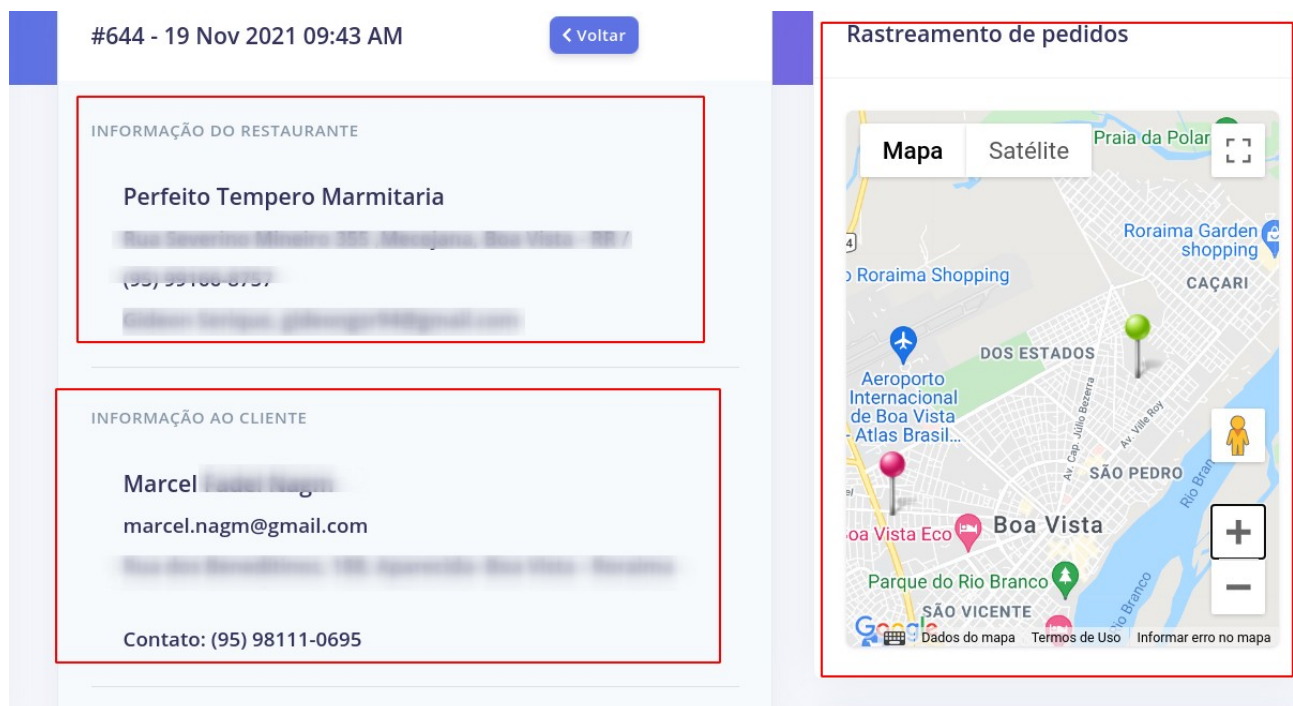 #644 - 19 Nov 2021 09:43 AM
Voltar
INFORMAÇÃO DO RESTAURANTE
Perfeito Tempero Marmitaria
INFORMAÇÃO AO CLIENTE
Marcel
marcel.nagm@gmail.com
Contato: (95) 98111-0695
Rastreamento de pedidos
Mapa Satélite
Praia da Polar
Roraima Garden
shopping
4
o Roraima Shopping
CAÇARI
DOS ESTADOS
Aeroporto
Internacional
de Boa Vista
- Atlas Brasil...
Av. Cap. Júlio Bezerra
Av. Ville Roy
SÃO PEDRO
Rio Bran
oa Vista Eco
Boa Vista
Parque do Rio Branco
Rio Branco
SÃO VICENTE
Google
Dados do mapa Termos de Uso Informar erro no mapa